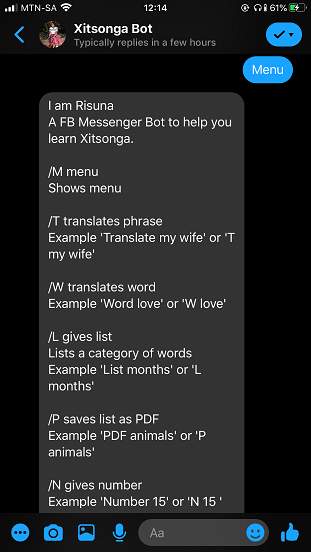 MTN-SA 12:14 61%
Xitsonga Bot
Typically replies in a few hours
Menu
I am Risuna
A FB Messenger Bot to help you
learn Xitsonga.
/M menu
Shows menu
/T translates phrase
Example 'Translate my wife' or 'T
my wife'
/W translates word
Example 'Word love' or 'W love'
/L gives list
Lists a category of words
Example 'List months' or 'L
months'
/P saves list as PDF
Example 'PDF animals' or 'P
animals'
/N gives number
Example 'Number 15' or 'N 15 '
Aa